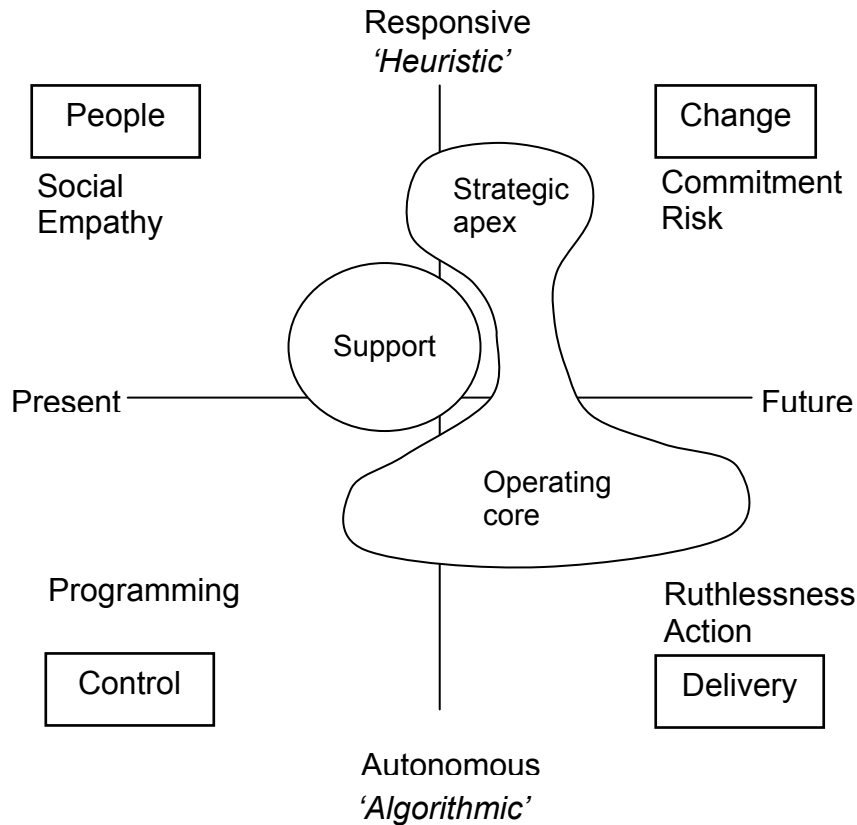 Responsive
‘Heuristic’
People
Change
Social
Empathy
Strategic
apex
Commitment
Risk
Support
Present
Future
Operating
core
Programming
Ruthlessness
Action
Control
Delivery
Autonomous
‘Algorithmic’